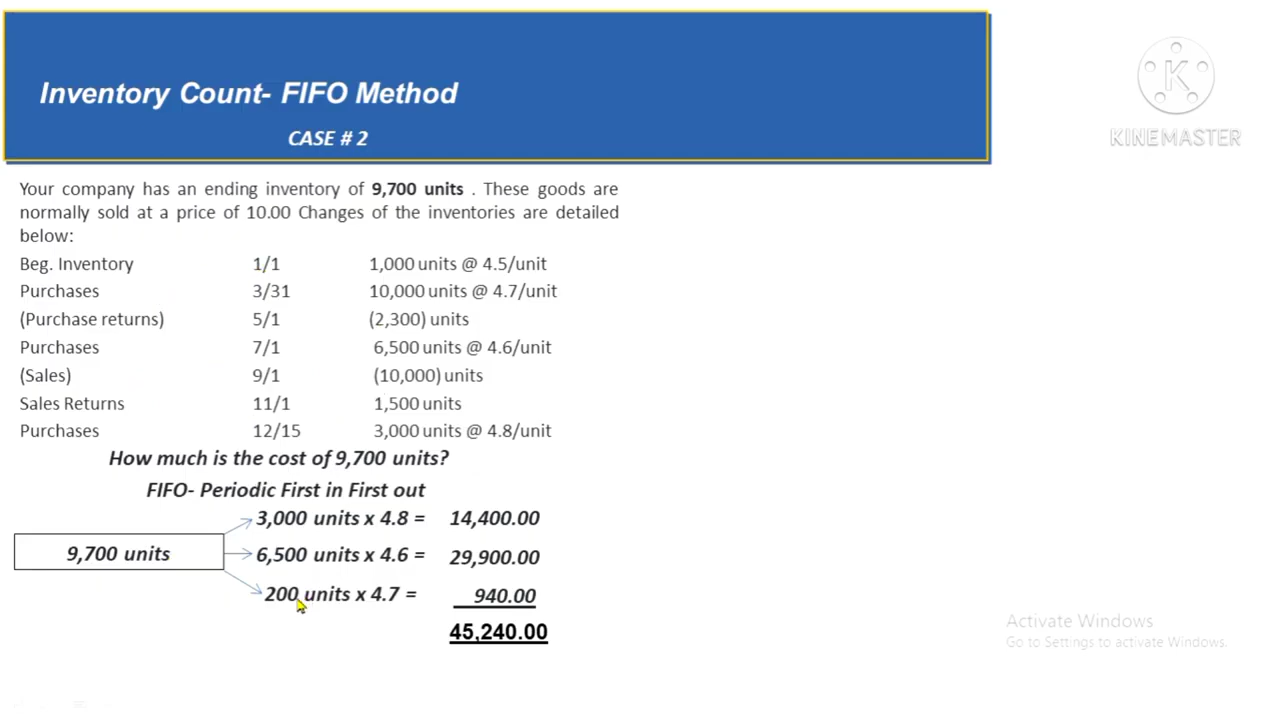 Inventory Count- FIFO Method
CASE # 2
KINEMASTER
Your company has an ending inventory of 9,700 units . These goods are
normally sold at a price of 10.00 Changes of the inventories are detailed
below:
Beg. Inventory 1/1 1,000 units @ 4.5/unit
Purchases 3/31 10,000 units @ 4.7/unit
(Purchase returns) 5/1 (2,300) units
Purchases 7/1 6,500 units @ 4.6/unit
(Sales) 9/1 (10,000) units
Sales Returns 11/1 1,500 units
Purchases 12/15 3,000 units @ 4.8/unit
How much is the cost of 9,700 units?
FIFO- Periodic First in First out
3,000 units x 4.8 = 14,400.00
9,700 units 6,500 units x 4.6 = 29,900.00
200 units x 4.7 = 940.00
45,240.00
Activate Windows
Go to Settings to activate Windows.